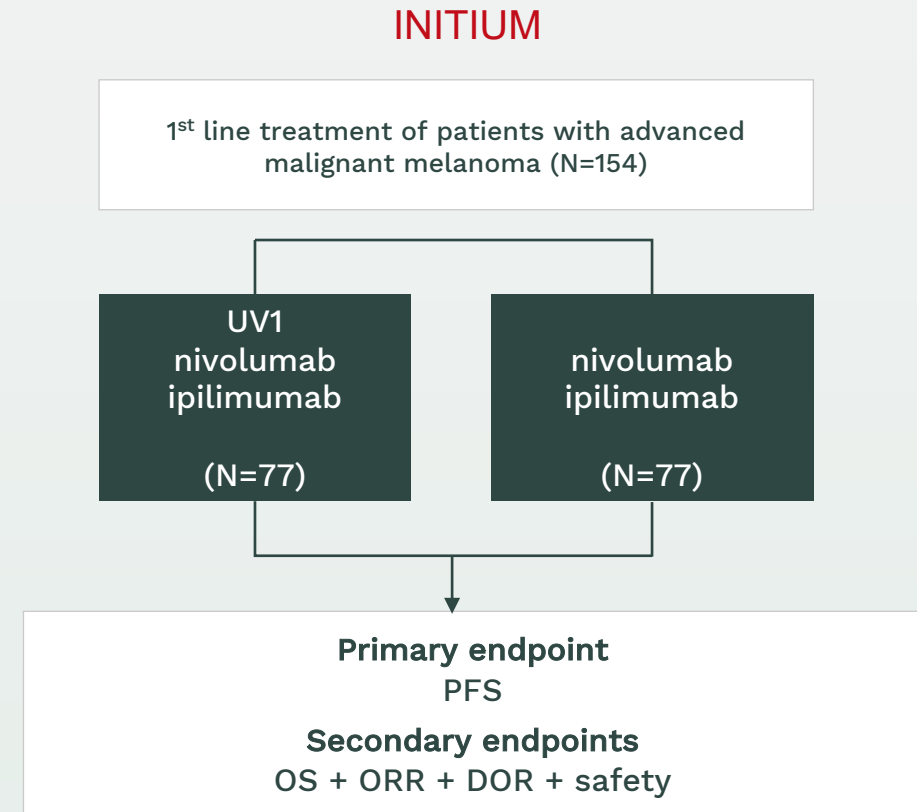 INITIUM
1st line treatment of patients with advanced
malignant melanoma (N=154)
UV1
nivolumab
ipilimumab
(N=77)
nivolumab
ipilimumab
(N=77)
Primary endpoint
PFS
Secondary endpoints
OS + ORR + DOR + safety